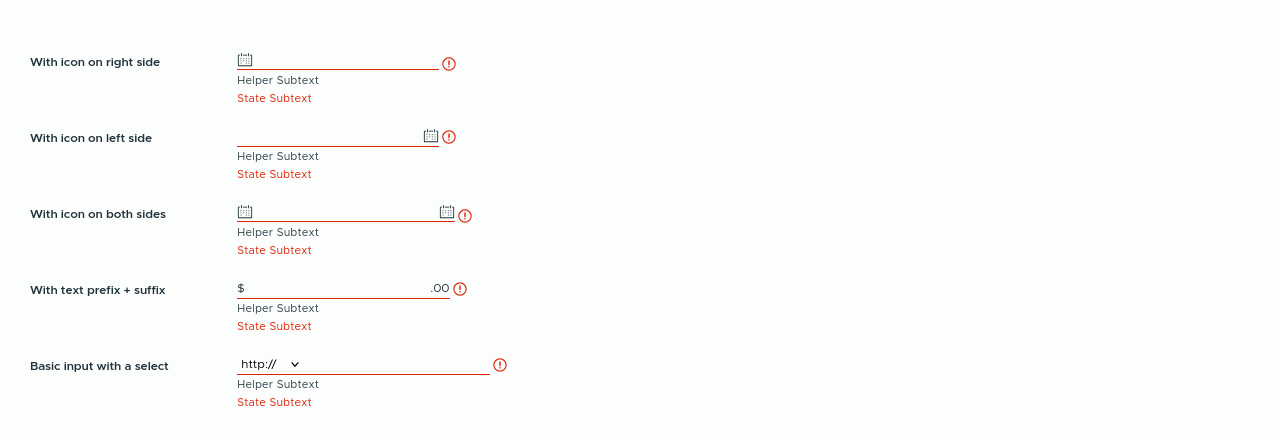 With icon on right side
Helper Subtext
State Subtext
With icon on left side
Helper Subtext
State Subtext
With icon on both sides
Helper Subtext
State Subtext
With text prefix + suffix $ .00
Helper Subtext
State Subtext
Basic input with a select http://
Helper Subtext
State Subtext